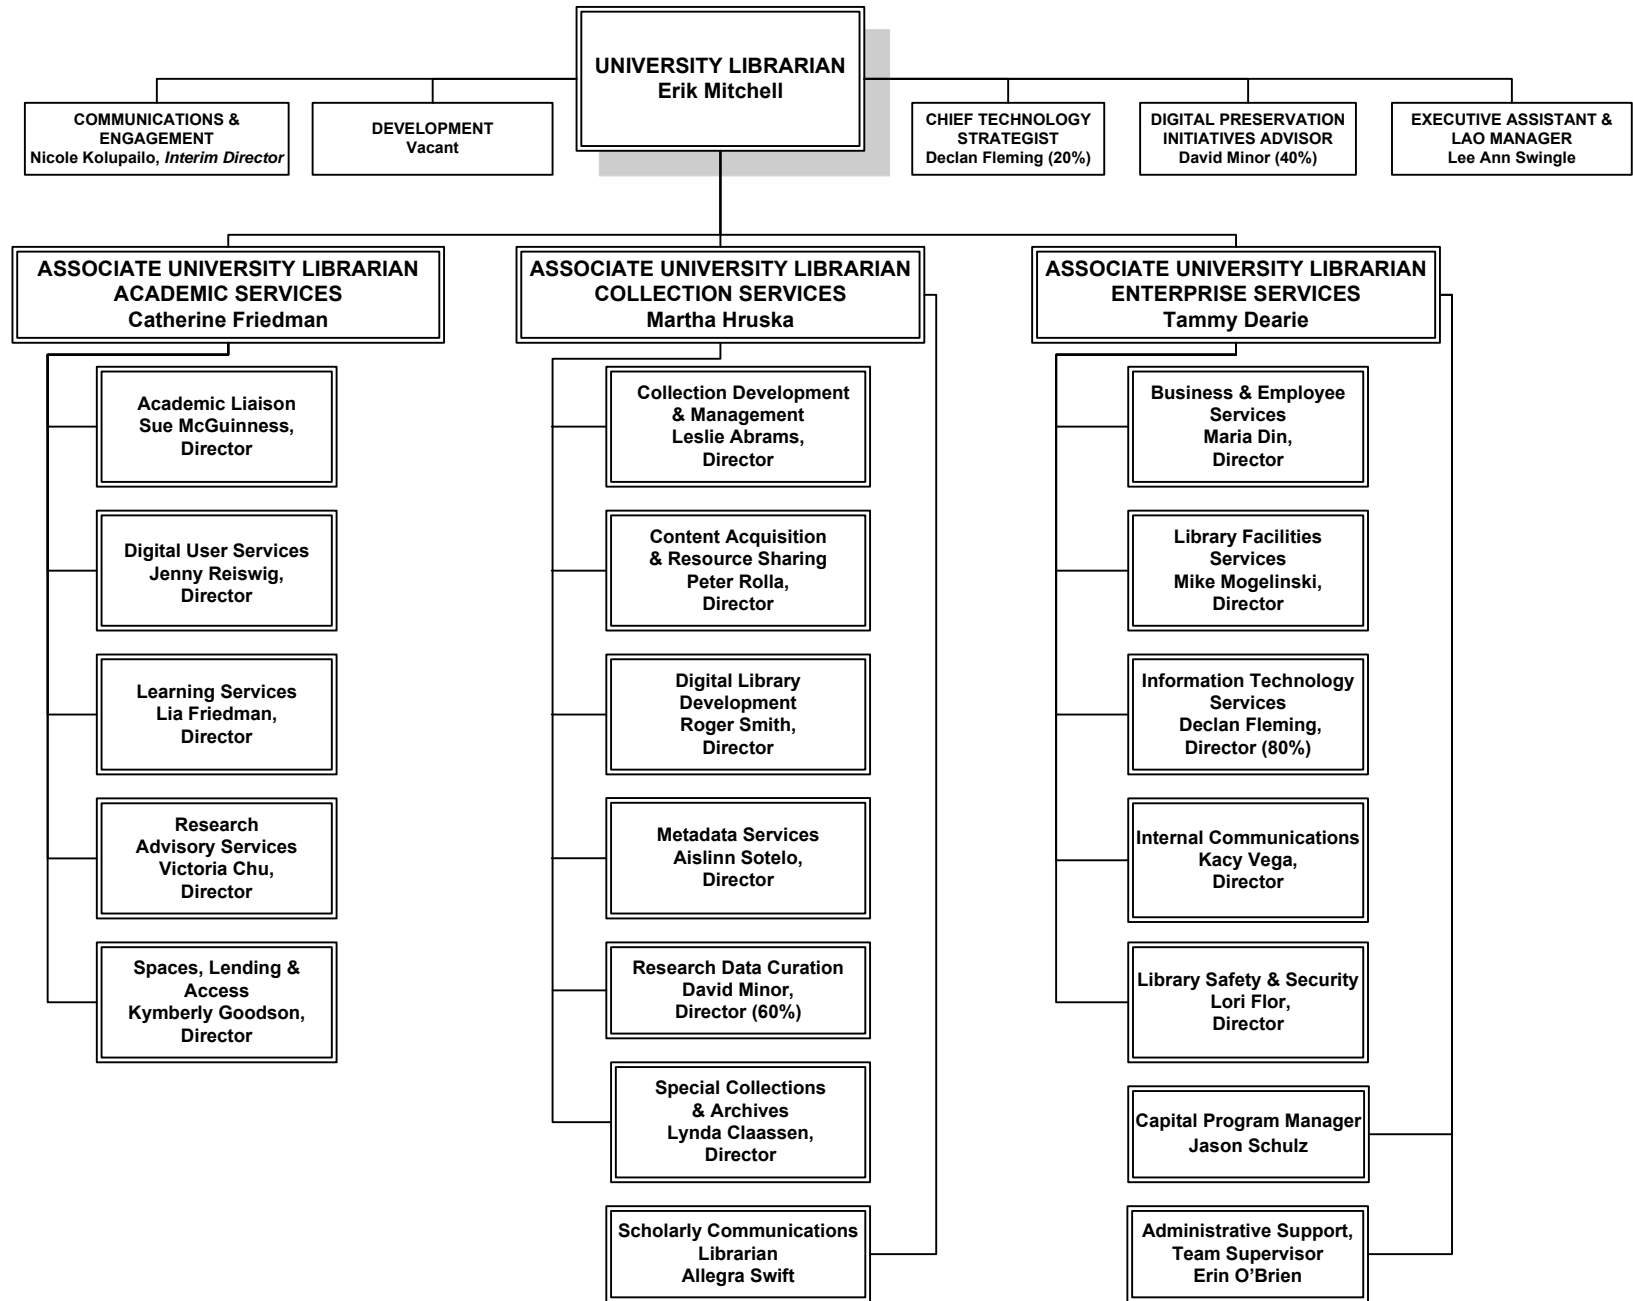 UNIVERSITY LIBRARIAN
Erik Mitchell
COMMUNICATIONS &
ENGAGEMENT
Nicole Kolupailo, Interim Director
DEVELOPMENT
Vacant
CHIEF TECHNOLOGY
STRATEGIST
Declan Fleming (20%)
DIGITAL PRESERVATION
INITIATIVES ADVISOR
David Minor (40%)
EXECUTIVE ASSISTANT &
LAO MANAGER
Lee Ann Swingle
ASSOCIATE UNIVERSITY LIBRARIAN
ACADEMIC SERVICES
Catherine Friedman
Academic Liaison
Sue McGuinness,
Director
Digital User Services
Jenny Reiswig,
Director
Learning Services
Lia Friedman,
Director
Research
Advisory Services
Victoria Chu,
Director
Spaces, Lending &
Access
Kymberly Goodson,
Director
ASSOCIATE UNIVERSITY LIBRARIAN
COLLECTION SERVICES
Martha Hruska
Collection Development
& Management
Leslie Abrams,
Director
Content Acquisition
& Resource Sharing
Peter Rolla,
Director
Digital Library
Development
Roger Smith,
Director
Metadata Services
Aislinn Sotelo,
Director
Research Data Curation
David Minor,
Director (60%)
Special Collections
& Archives
Lynda Claassen,
Director
Scholarly Communications
Librarian
Allegra Swift
ASSOCIATE UNIVERSITY LIBRARIAN
ENTERPRISE SERVICES
Tammy Dearie
Business & Employee
Services
Maria Din,
Director
Library Facilities
Services
Mike Mogelinski,
Director
Information Technology
Services
Declan Fleming,
Director (80%)
Internal Communications
Kacy Vega,
Director
Library Safety & Security
Lori Flor,
Director
Capital Program Manager
Jason Schulz
Administrative Support,
Team Supervisor
Erin O’Brien